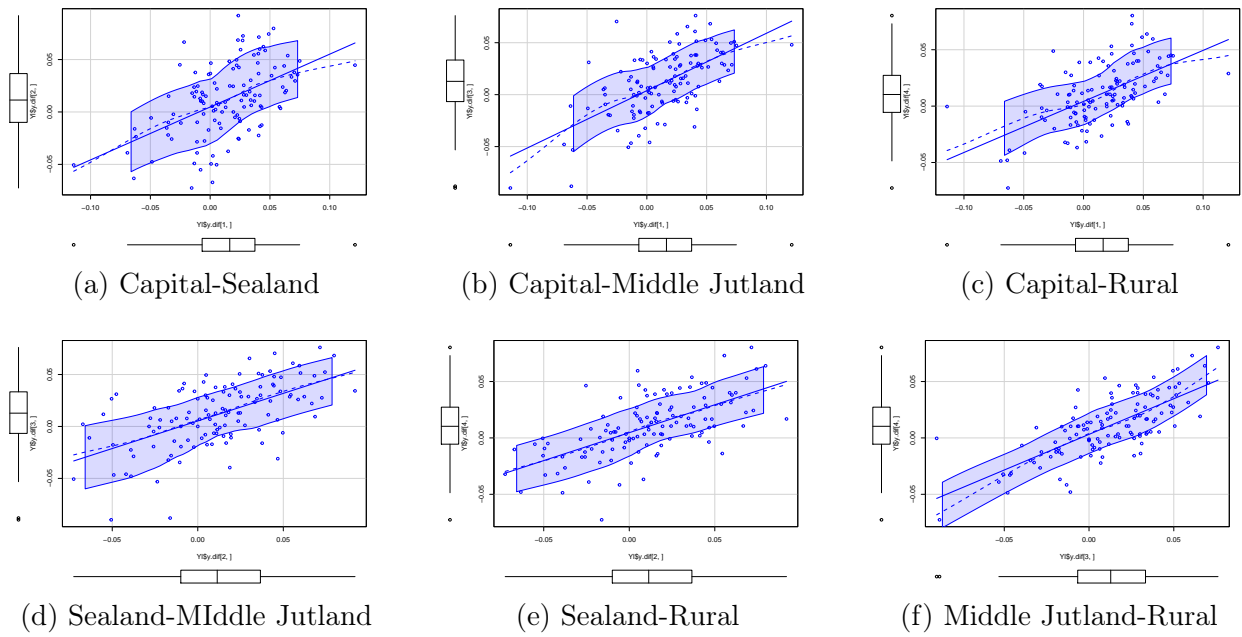 0.05
0.00
−0.05
Yl$y.dif[2, ]
−0.10 −0.05 0.00 0.05 0.10
Yl$y.dif[1, ]
(a) Capital-Sealand
0.05
0.00
−0.05
Yl$y.dif[3, ]
−0.10 −0.05 0.00 0.05 0.10
Yl$y.dif[1, ]
(b) Capital-Middle Jutland
0.05
0.00
−0.05
Yl$y.dif[4, ]
−0.10 −0.05 0.00 0.05 0.10
Yl$y.dif[1, ]
(c) Capital-Rural
0.05
0.00
−0.05
Yl$y.dif[3, ]
−0.05 0.00 0.05
Yl$y.dif[2, ]
(d) Sealand-MIddle Jutland
0.05
0.00
−0.05
Yl$y.dif[4, ]
−0.05 0.00 0.05
Yl$y.dif[2, ]
(e) Sealand-Rural
0.05
0.00
−0.05
Yl$y.dif[4, ]
−0.05 0.00 0.05
Yl$y.dif[3, ]
(f) Middle Jutland-Rural